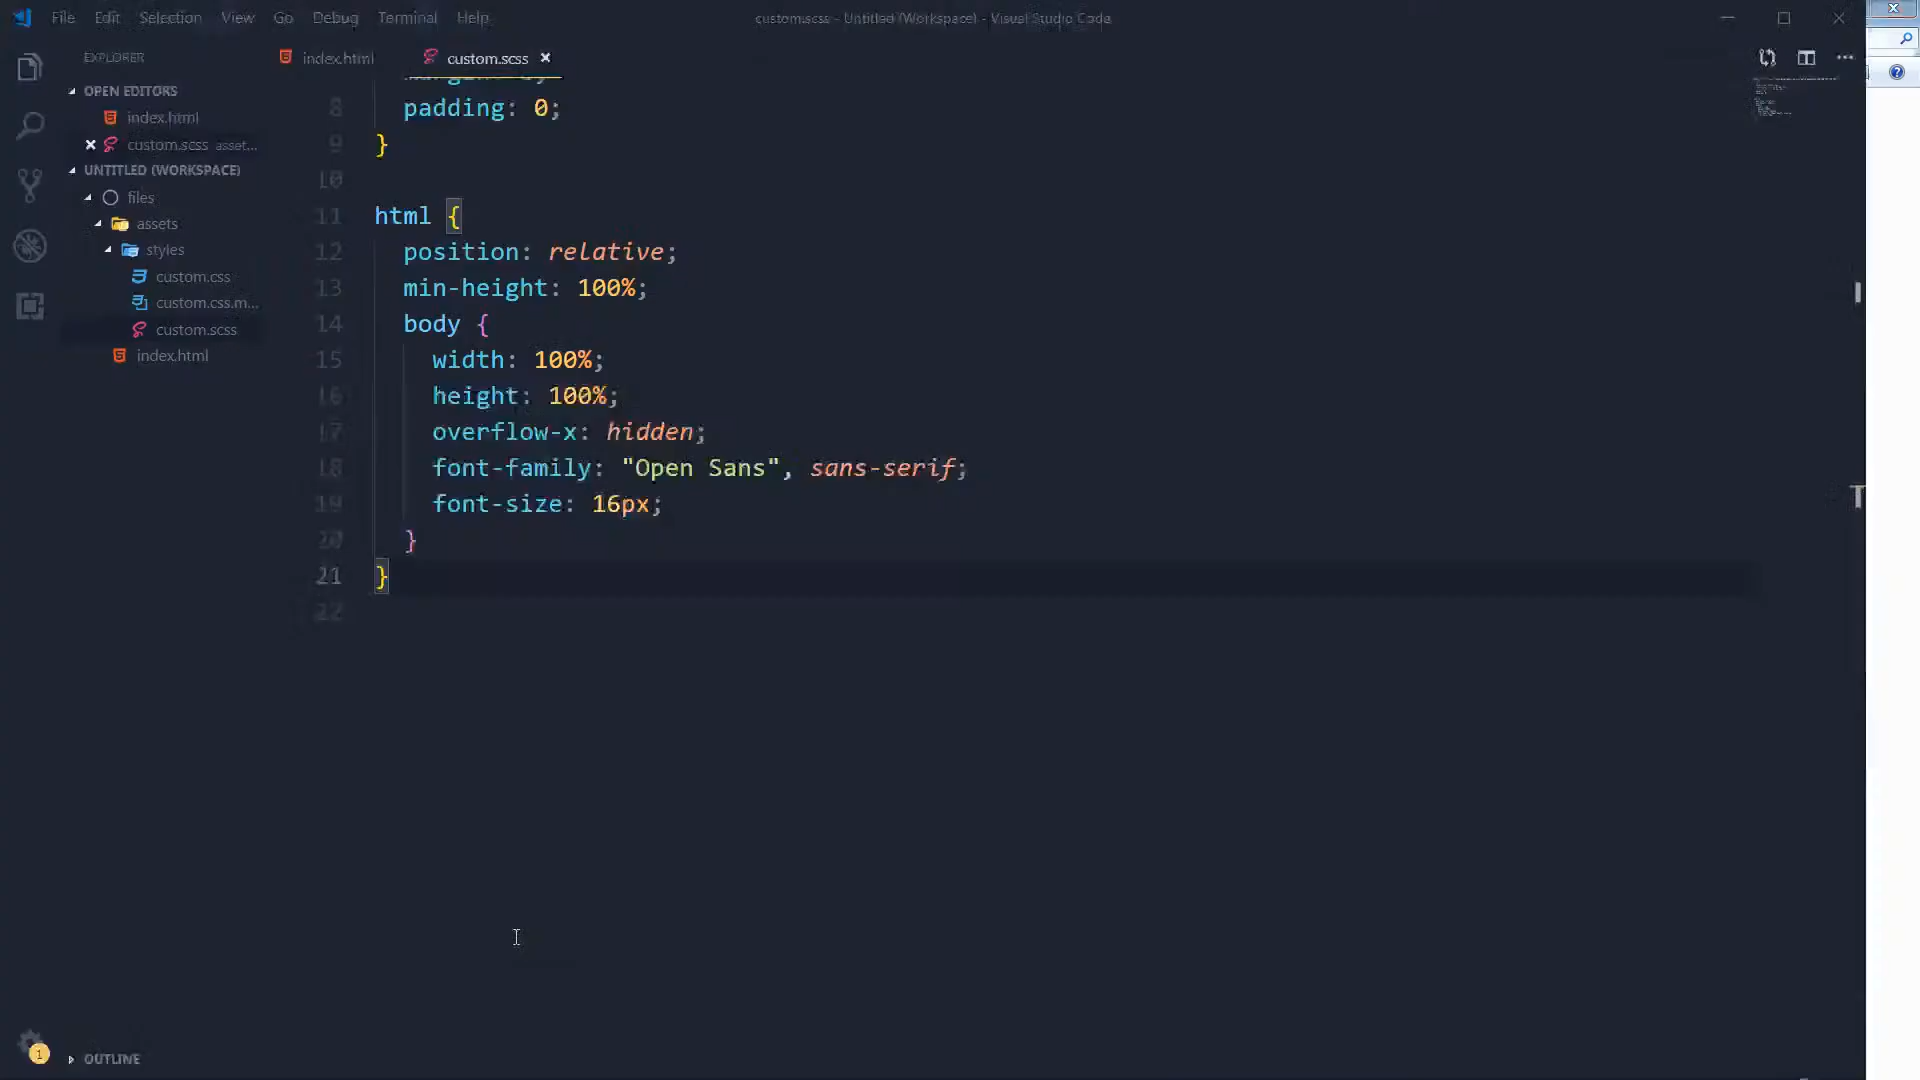 File Edit Selection View Go Debug Terminal Help
custom.scss - Untitled (Workspace) - Visual Studio Code
EXPLORER
OPEN EDITORS
index.html
custom.scss asset...
UNTITLED (WORKSPACE)
files
assets
styles
custom.css
custom.css.m...
custom.scss
index.html
OUTLINE
1
index.html
custom.scss
8 padding: 0;
9 }
10
11 html {
12 position: relative;
13 min-height: 100%;
14 body {
15 width: 100%;
16 height: 100%;
17 overflow-x: hidden;
18 font-family: "Open Sans", sans-serif;
19 font-size: 16px;
20 }
21 }
22